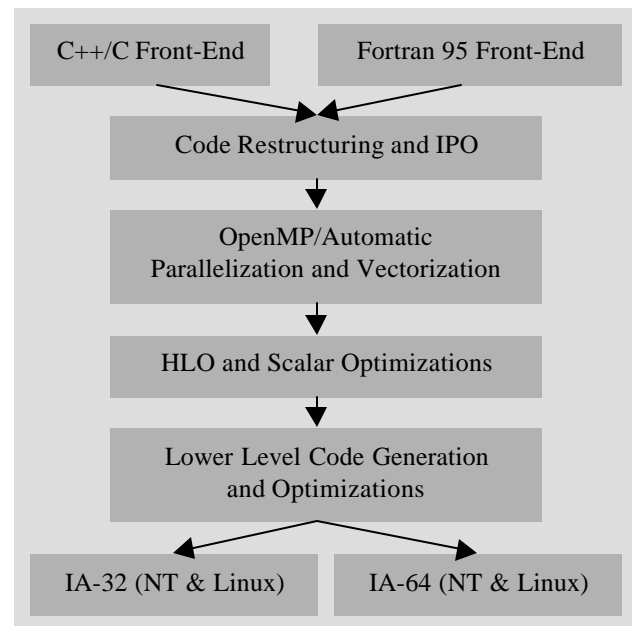 C++/C Front-End
Fortran 95 Front-End
Code Restructuring and IPO
OpenMP/Automatic
Parallelization and Vectorization
HLO and Scalar Optimizations
Lower Level Code Generation
and Optimizations
IA-32 (NT & Linux)
IA-64 (NT & Linux)